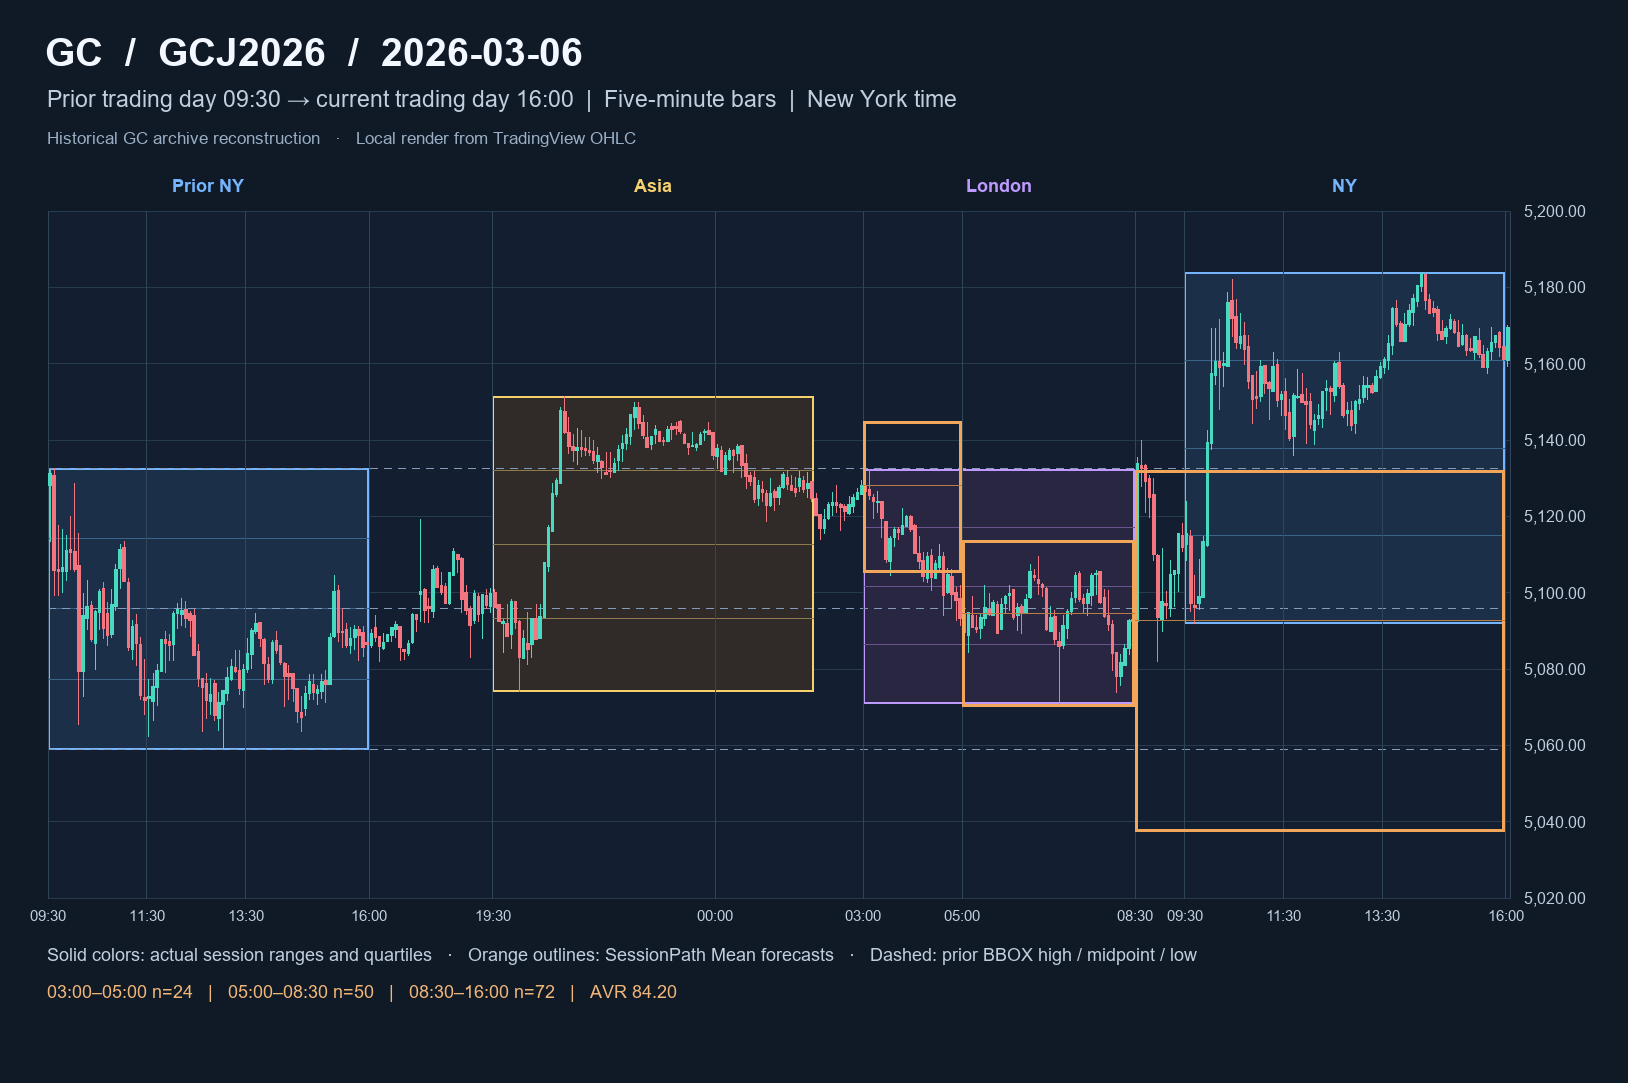 GC / GCJ2026 / 2026-03-06
Prior trading day 09:30 → current trading day 16:00 | Five-minute bars | New York time
Historical GC archive reconstruction · Local render from TradingView OHLC
Prior NY Asia London NY
5,200.00
5,180.00
5,160.00
5,140.00
5,120.00
5,100.00
5,080.00
5,060.00
5,040.00
5,020.00
09:30 11:30 13:30 16:00 19:30 00:00 03:00 05:00 08:30 09:30 11:30 13:30 16:00
Solid colors: actual session ranges and quartiles · Orange outlines: SessionPath Mean forecasts · Dashed: prior BBOX high / midpoint / low
03:00–05:00 n=24 | 05:00–08:30 n=50 | 08:30–16:00 n=72 | AVR 84.20